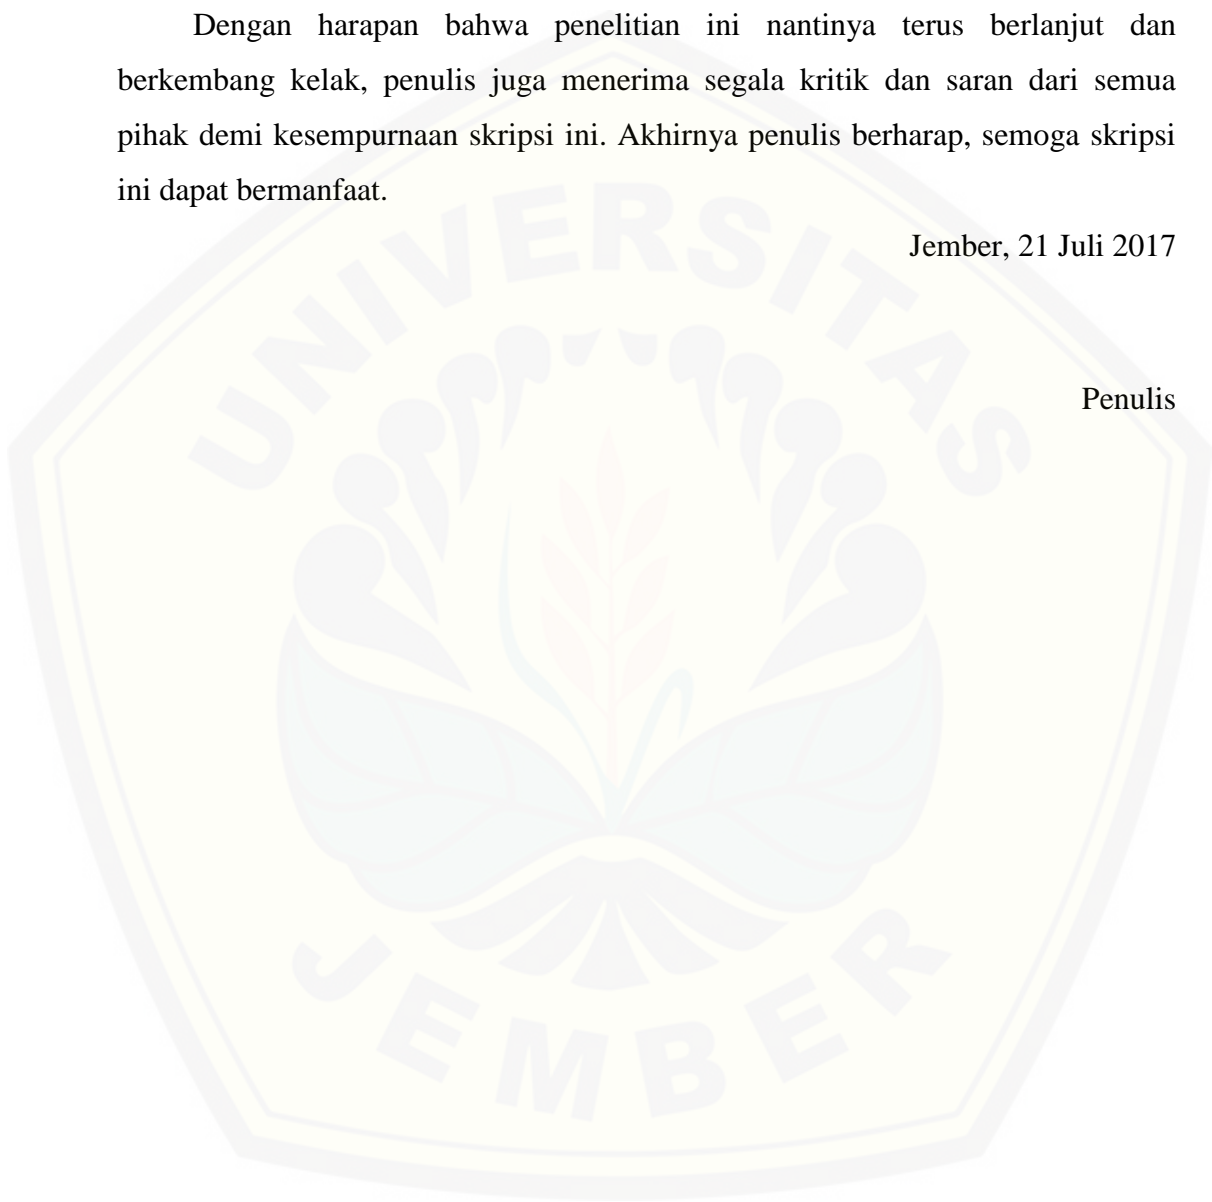 Dengan harapan bahwa penelitian ini nantinya terus berlanjut dan
berkembang kelak, penulis juga menerima segala kritik dan saran dari semua
pihak demi kesempurnaan skripsi ini. Akhirnya penulis berharap, semoga skripsi
ini dapat bermanfaat.
Jember, 21 Juli 2017
Penulis
UNIVERSITAS
JEMBER